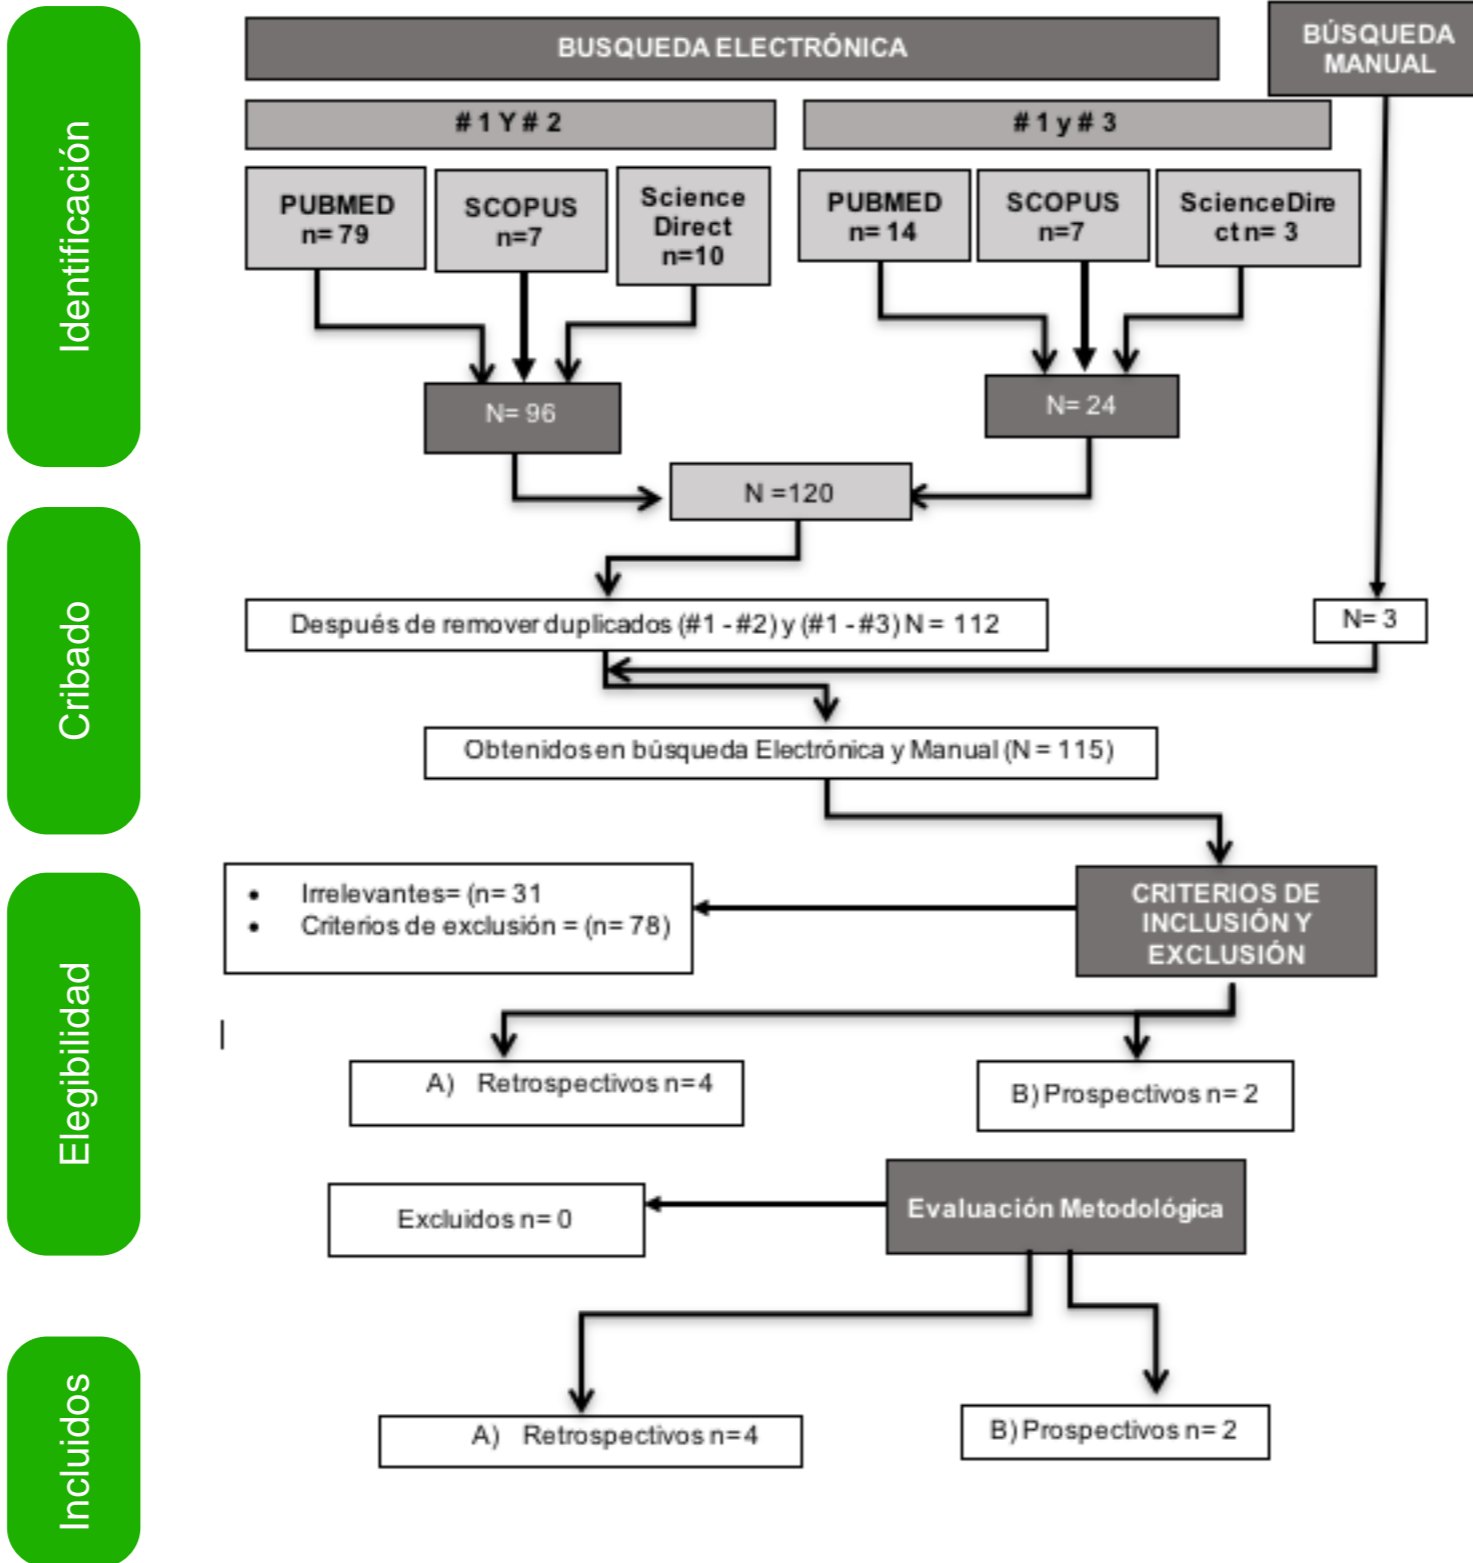 Identificación
BUSQUEDA ELECTRÓNICA
BÚSQUEDA
MANUAL
# 1 Y # 2
# 1 y # 3
PUBMED
n= 79
SCOPUS
n=7
Science
Direct
n=10
PUBMED
n= 14
SCOPUS
n=7
ScienceDire
ct n= 3
N= 96
N= 24
N =120
Cribado
Después de remover duplicados (#1 - #2) y (#1 - #3) N = 112
N= 3
Obtenidos en búsqueda Electrónica y Manual (N = 115)
Elegibilidad
• Irrelevantes= (n= 31
• Criterios de exclusión = (n= 78)
CRITERIOS DE
INCLUSIÓN Y
EXCLUSIÓN
A) Retrospectivos n=4
B) Prospectivos n= 2
Excluidos n= 0
Evaluación Metodológica
Incluidos
A) Retrospectivos n=4
B) Prospectivos n= 2